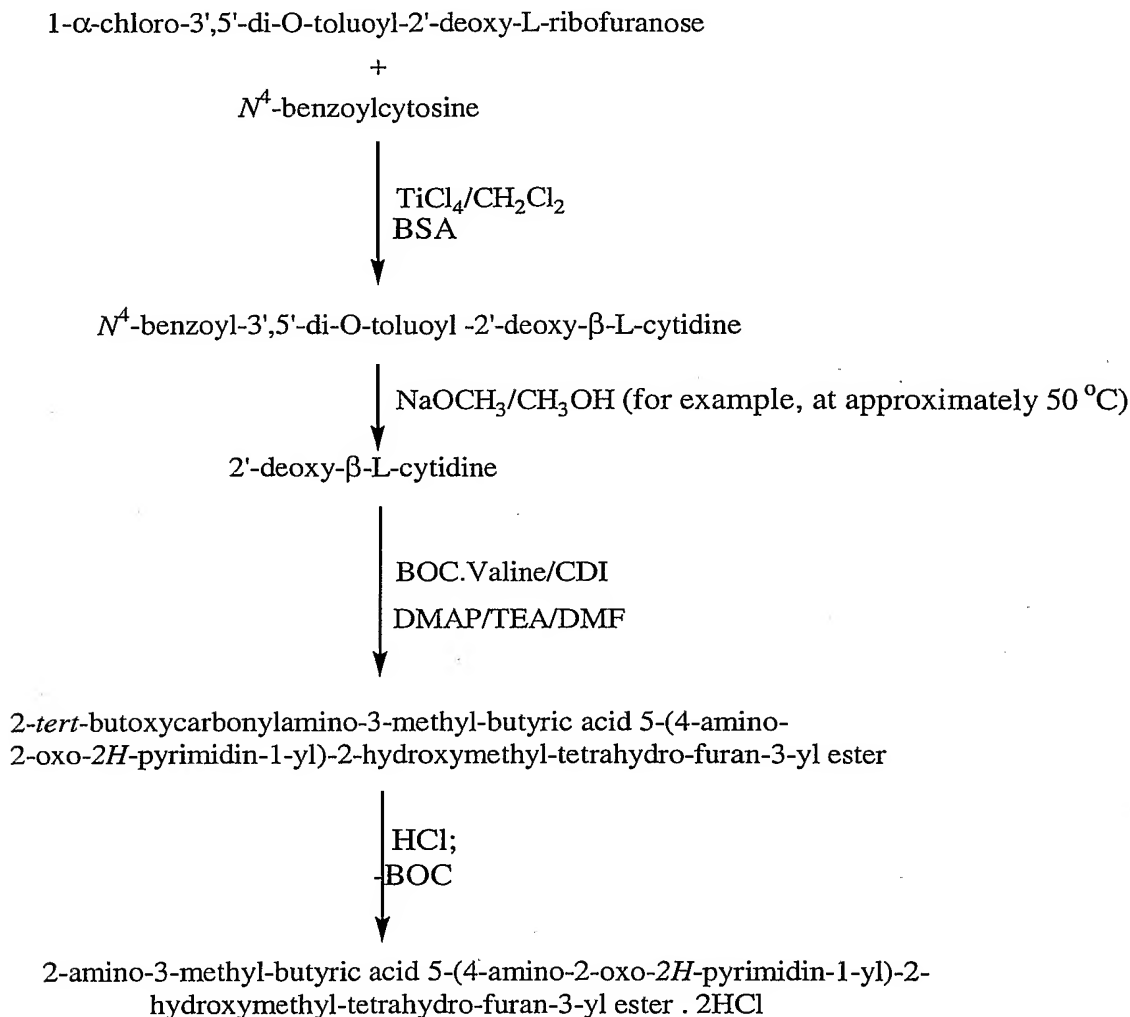 1-α-chloro-3',5'-di-O-toluoyl-2'-deoxy-L-ribofuranose
+
N⁴-benzoylcytosine
TiCl₄/CH₂Cl₂
BSA
N⁴-benzoyl-3',5'-di-O-toluoyl -2'-deoxy-β-L-cytidine
NaOCH₃/CH₃OH (for example, at approximately 50 °C)
2'-deoxy-β-L-cytidine
BOC.Valine/CDI
DMAP/TEA/DMF
2-tert-butoxycarbonylamino-3-methyl-butyric acid 5-(4-amino-
2-oxo-2H-pyrimidin-1-yl)-2-hydroxymethyl-tetrahydro-furan-3-yl ester
HCl;
-BOC
2-amino-3-methyl-butyric acid 5-(4-amino-2-oxo-2H-pyrimidin-1-yl)-2-
hydroxymethyl-tetrahydro-furan-3-yl ester . 2HCl